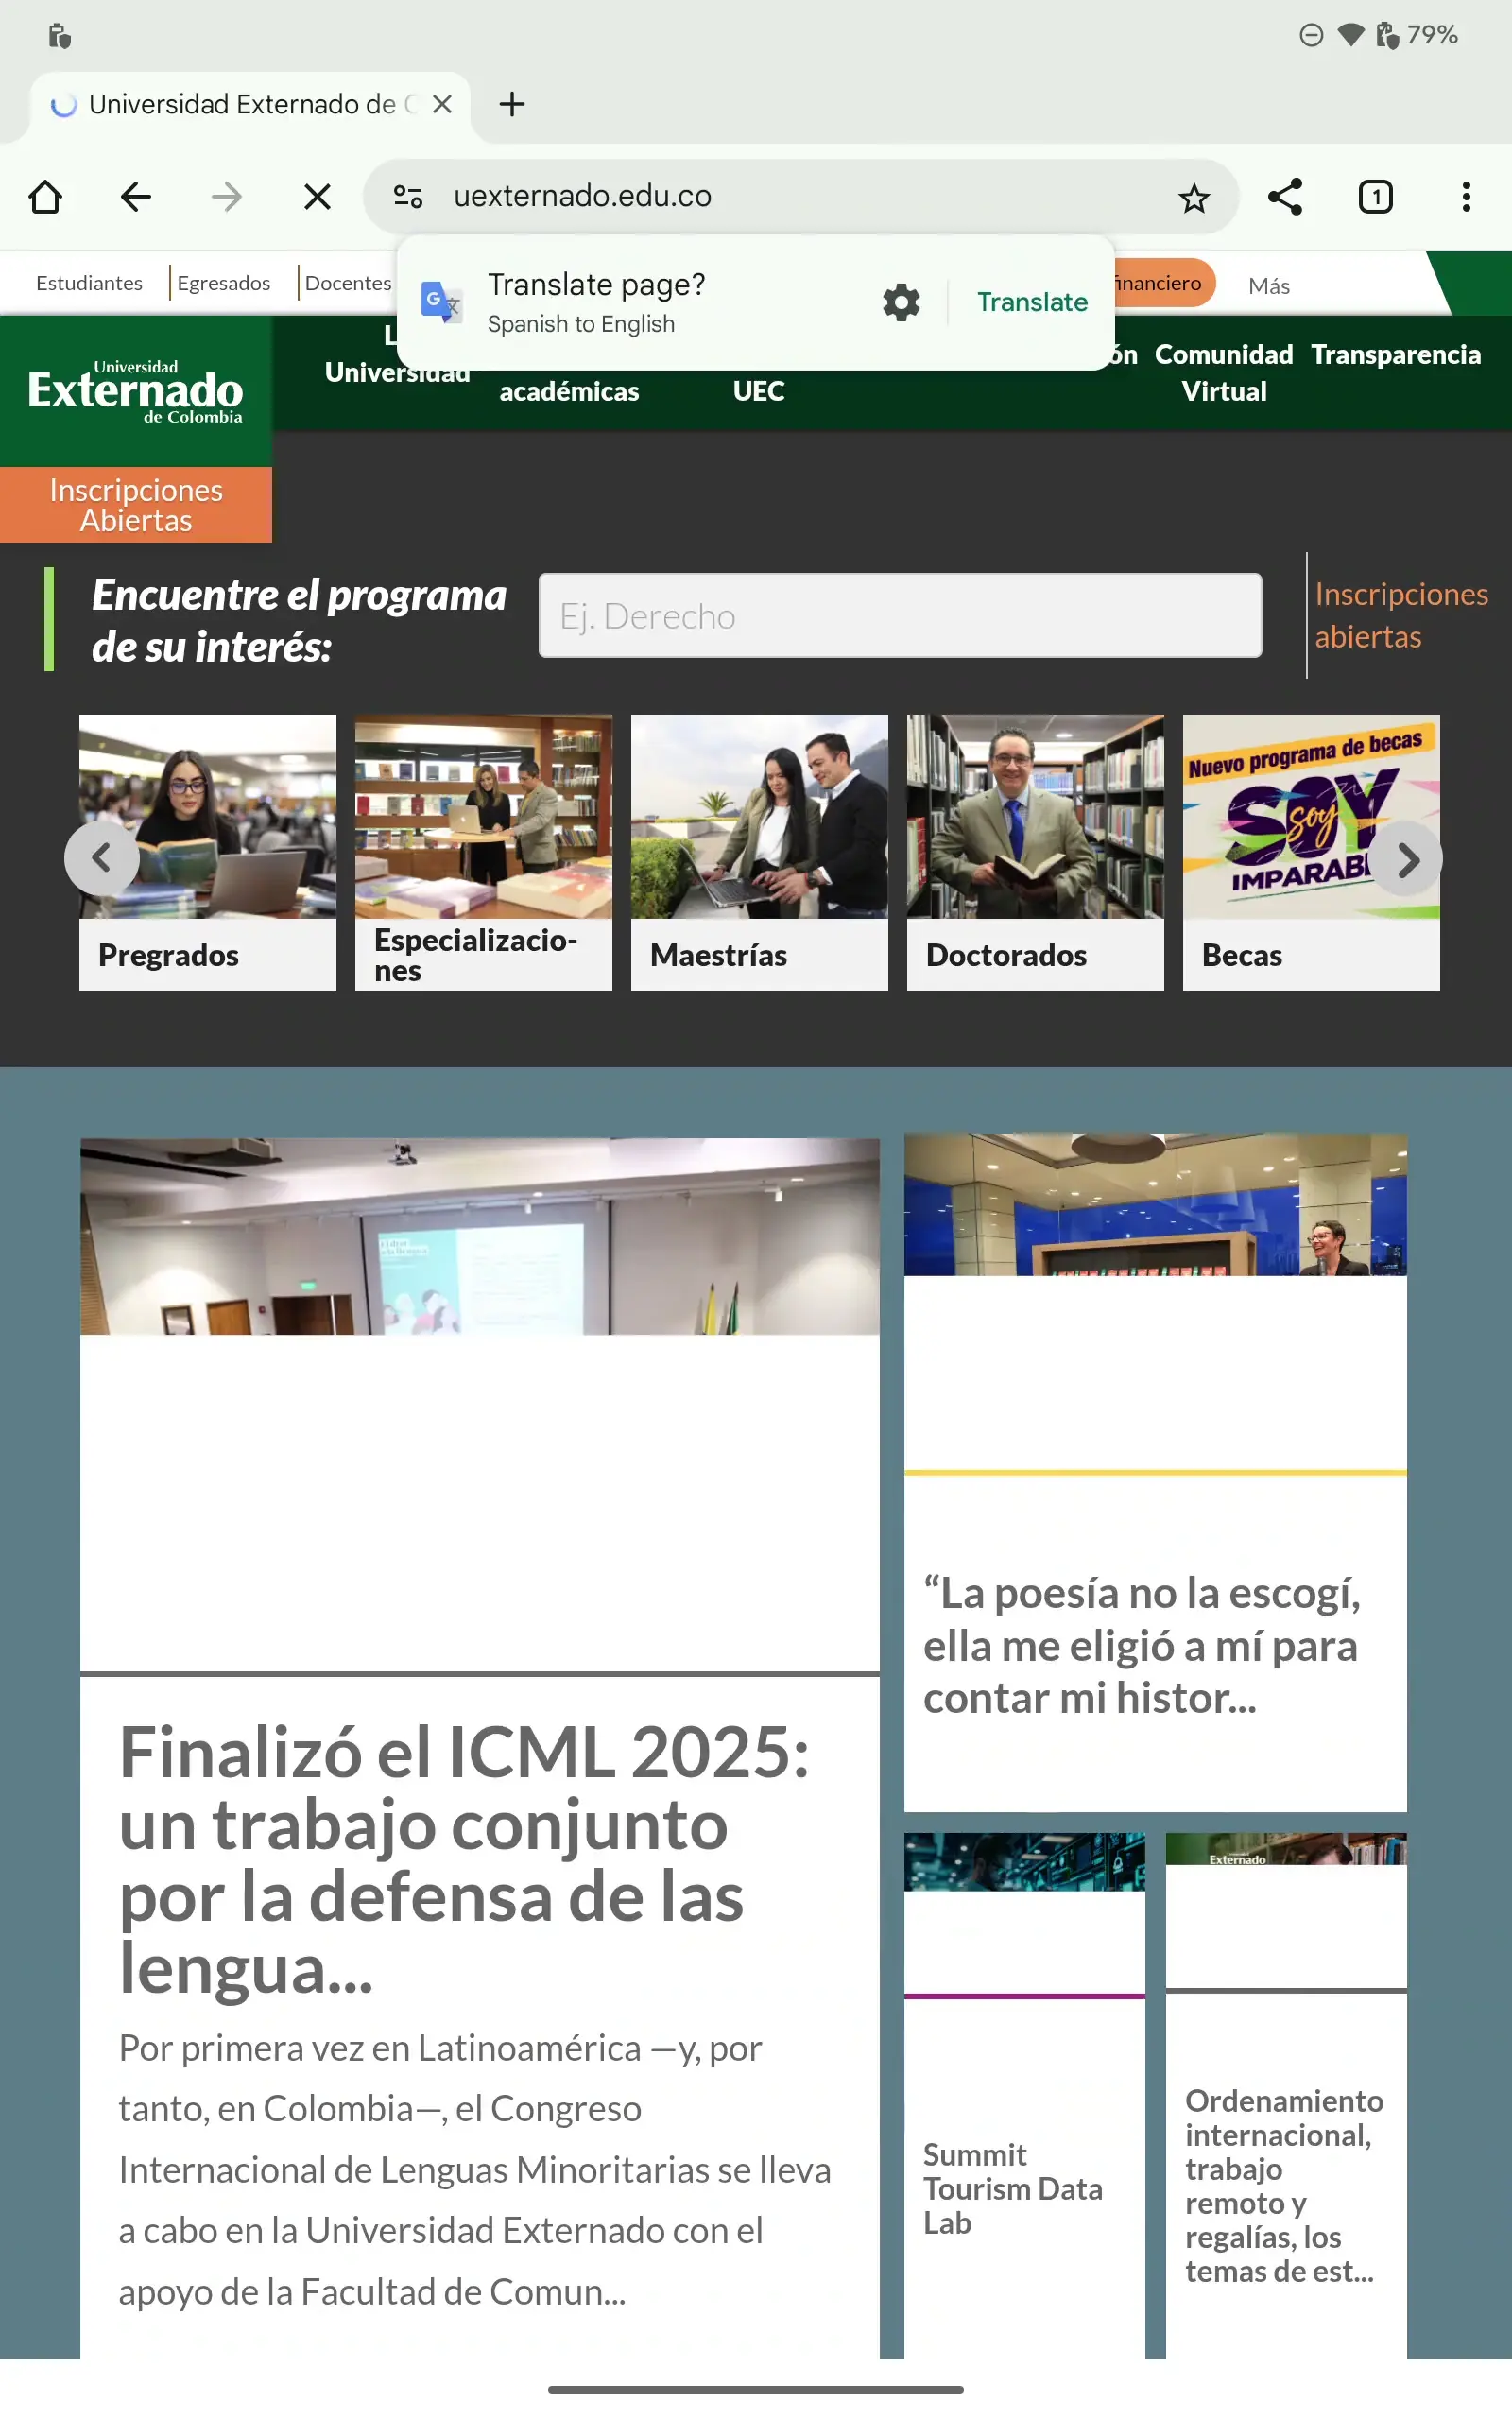 79%
Universidad Externado de
uexternado.edu.co
1
Translate page?
Spanish to English
Translate
Estudiantes
Egresados
Docentes
Más
Universidad
Externado
de Colombia
Universidad
académicas
UEC
Comunidad
Virtual
Transparencia
Inscripciones
Abiertas
Encuentre el programa
de su interés:
Ej. Derecho
Inscripciones
abiertas
Nuevo programa de becas
SOY
soy
Pregrados
Especializacio-
nes
Maestrías
Doctorados
Becas
Finalizó el ICML 2025:
un trabajo conjunto
por la defensa de las
lengua...
Por primera vez en Latinoamérica —y, por
tanto, en Colombia—, el Congreso
Internacional de Lenguas Minoritarias se lleva
a cabo en la Universidad Externado con el
apoyo de la Facultad de Comun...
“La poesía no la escogí,
ella me eligió a mí para
contar mi histor...
Summit
Tourism Data
Lab
Externado
Ordenamiento
internacional,
trabajo
remoto y
regalías, los
temas de est...